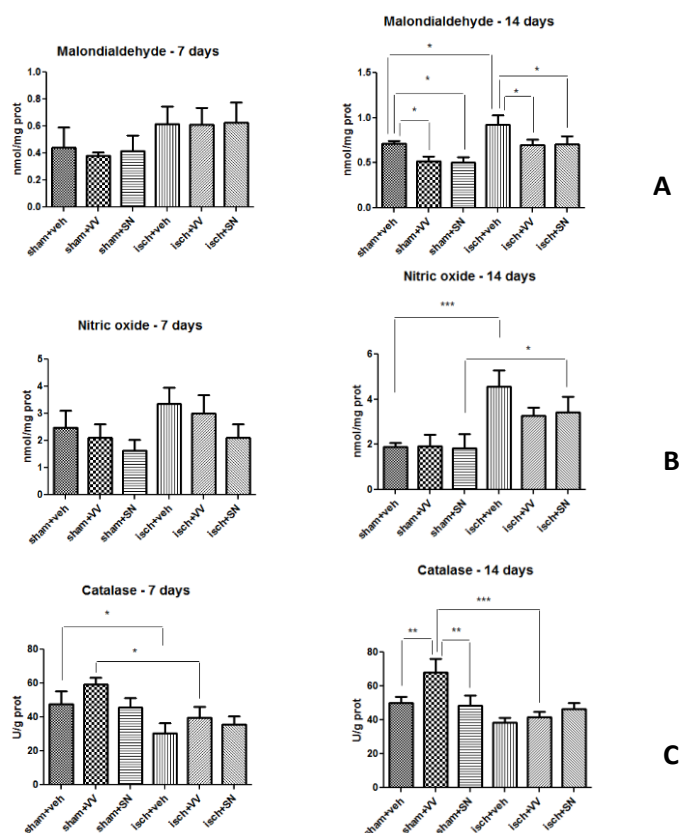 Malondialdehyde - 7 days
nmol/mg prot
1.0
0.8
0.6
0.4
0.2
0.0
sham+veh
sham+VV
sham+SN
isch+veh
isch+VV
isch+SN
Malondialdehyde - 14 days
nmol/mg prot
1.5
1.0
0.5
0.0
*
*
*
*
*
sham+veh
sham+VV
sham+SN
isch+veh
isch+VV
isch+SN
A
Nitric oxide - 7 days
nmol/mg prot
5
4
3
2
1
0
sham+veh
sham+VV
sham+SN
isch+veh
isch+VV
isch+SN
Nitric oxide - 14 days
nmol/mg prot
6
4
2
0
***
*
sham+veh
sham+VV
sham+SN
isch+veh
isch+VV
isch+SN
B
Catalase - 7 days
U/g prot
80
60
40
20
0
*
*
sham+veh
sham+VV
sham+SN
isch+veh
isch+VV
isch+SN
Catalase - 14 days
U/g prot
80
60
40
20
0
***
**
**
sham+veh
sham+VV
sham+SN
isch+veh
isch+VV
isch+SN
C